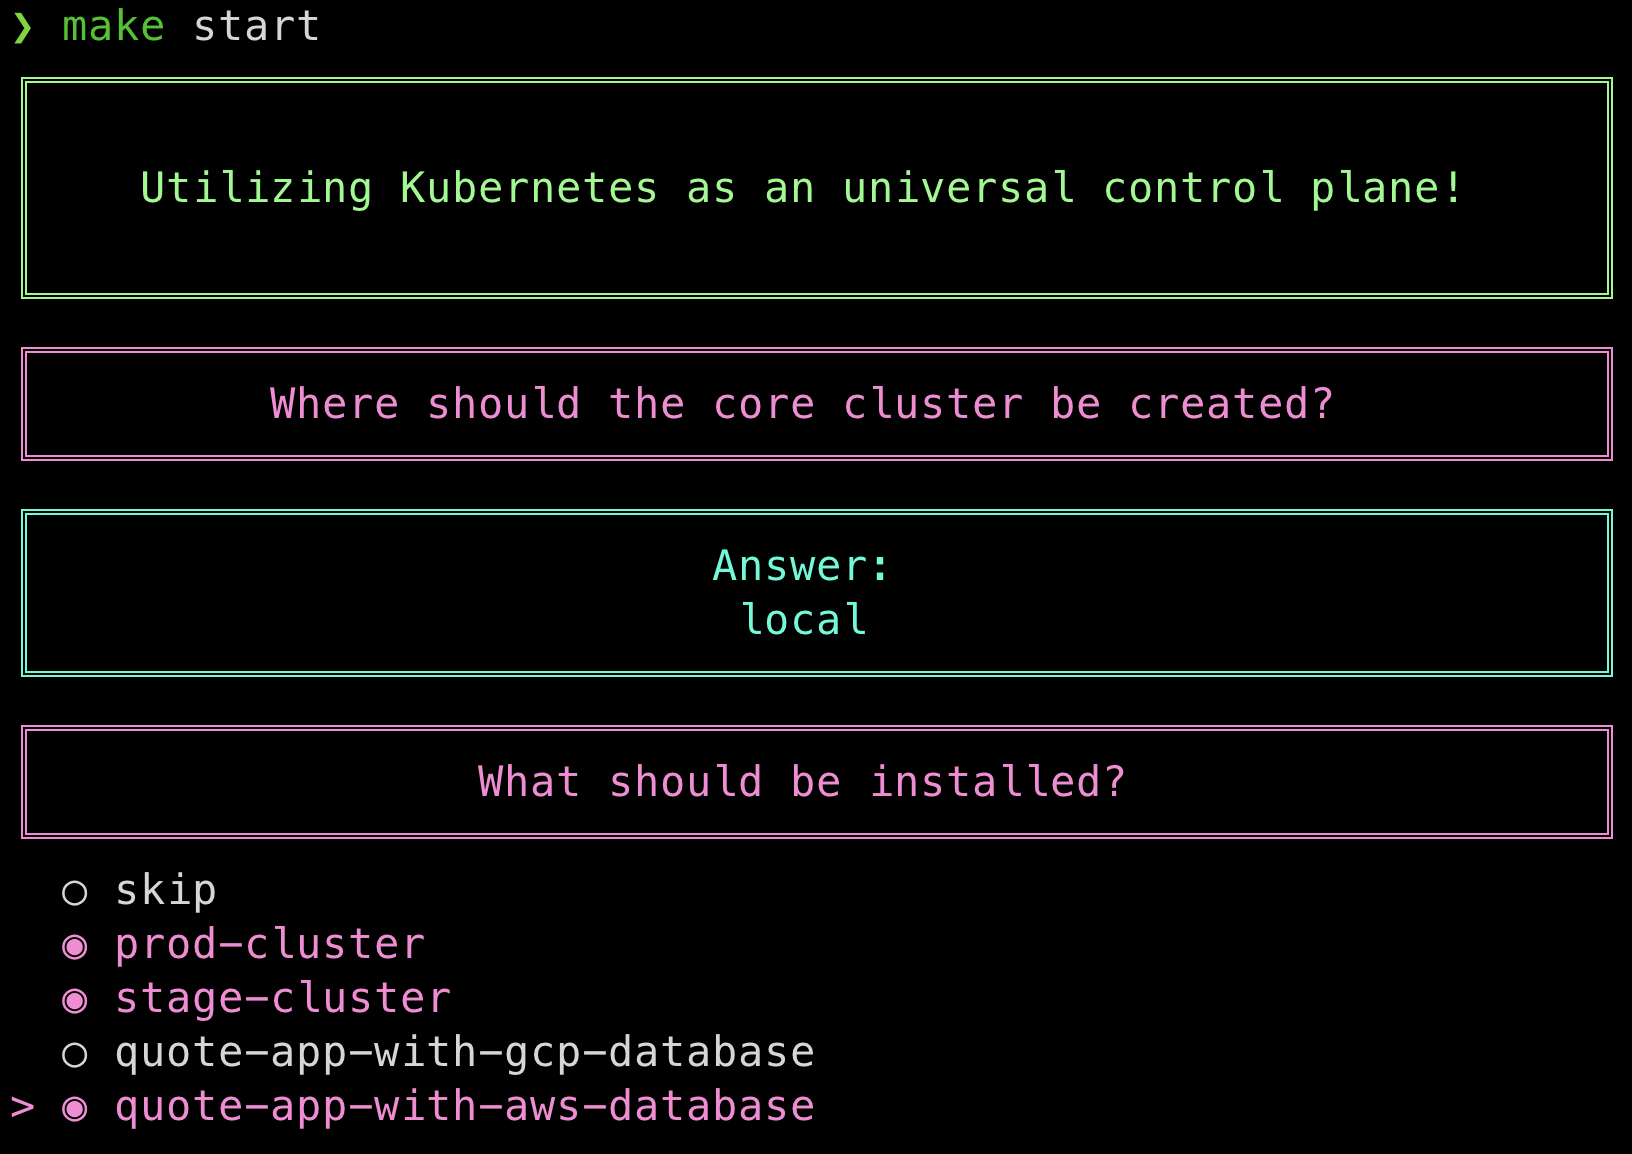 ❯ make start
Utilizing Kubernetes as an universal control plane!
Where should the core cluster be created?
Answer:
local
What should be installed?
○ skip
◉ prod-cluster
◉ stage-cluster
○ quote-app-with-gcp-database
> ◉ quote-app-with-aws-database